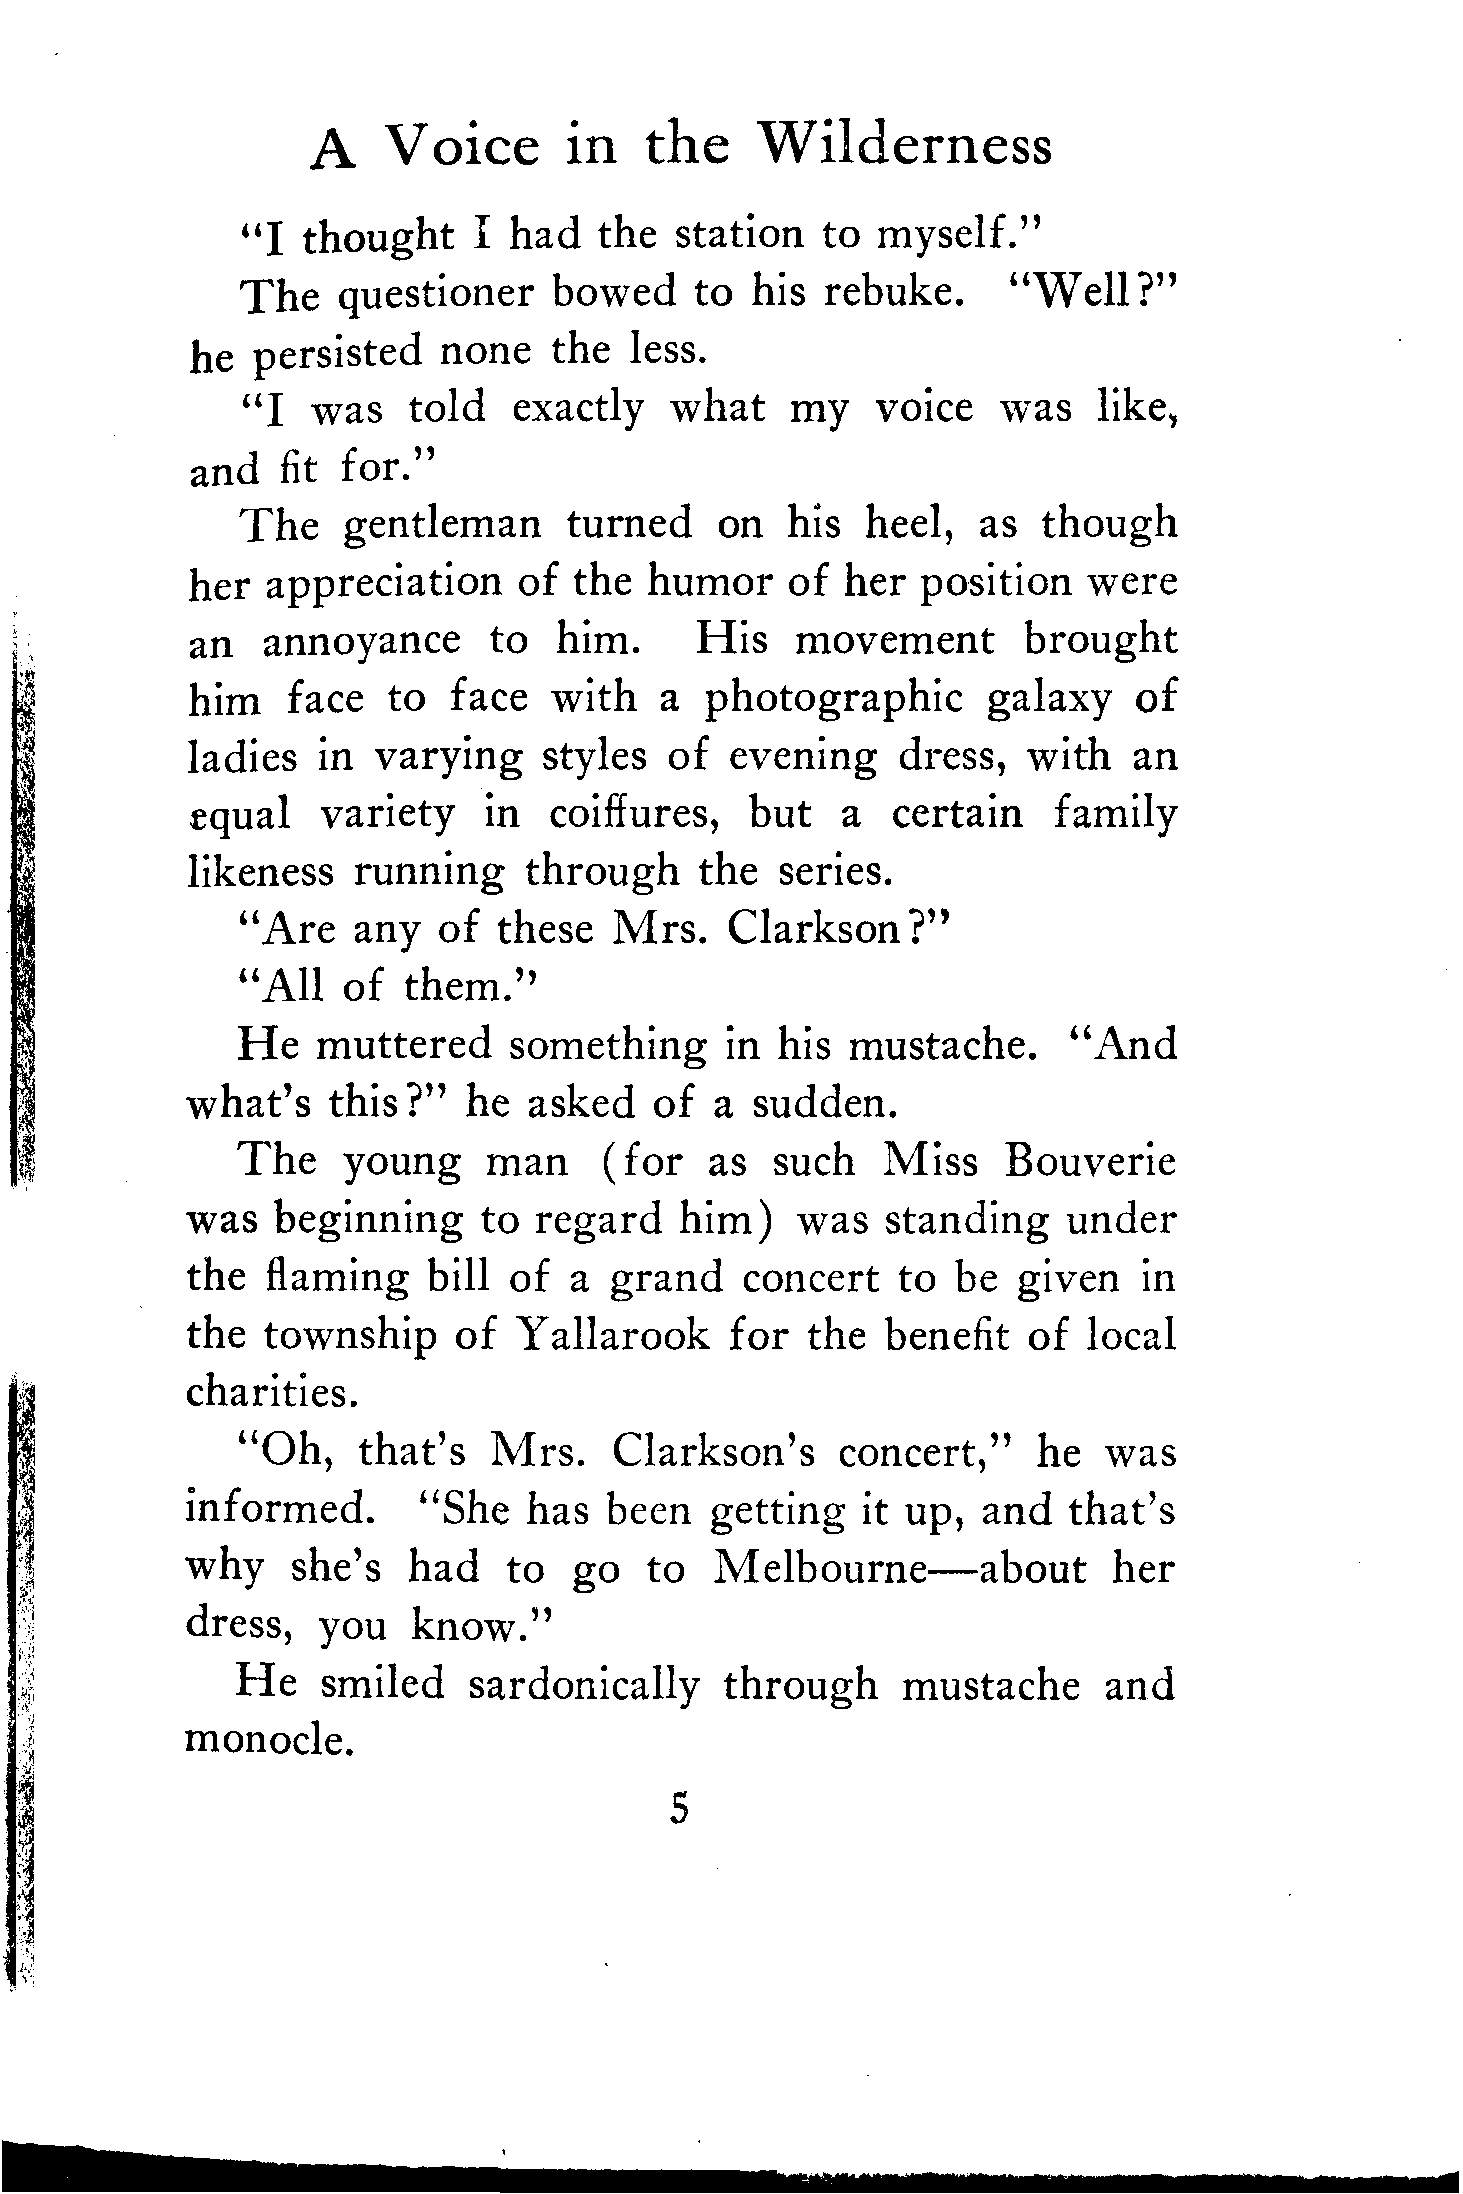 A Voice in the Wilderness
"I thought I had the station to myself."
The questioner bowed to his rebuke. "Well?"
he persisted none the less.
"I was told exactly what my voice was like,
and fit for."
The gentleman turned on his heel, as though
her appreciation of the humor of her position were
an annoyance to him. His movement brought
him face to face with a photographic galaxy of
ladies in varying styles of evening dress, with an
equal variety in coiffures, but a certain family
likeness running through the series.
"Are any of these Mrs. Clarkson?"
"All of them."
He muttered something in his mustache. "And
what's this?" he asked of a sudden.
The young man (for as such Miss Bouverie
was beginning to regard him) was standing under
the flaming bill of a grand concert to be given in
the township of Yallarook for the benefit of local
charities.
"Oh, that's Mrs. Clarkson's concert," he was
informed. "She has been getting it up, and that's
why she's had to go to Melbourne—about her
dress, you know."
He smiled sardonically through mustache and
monocle.
5